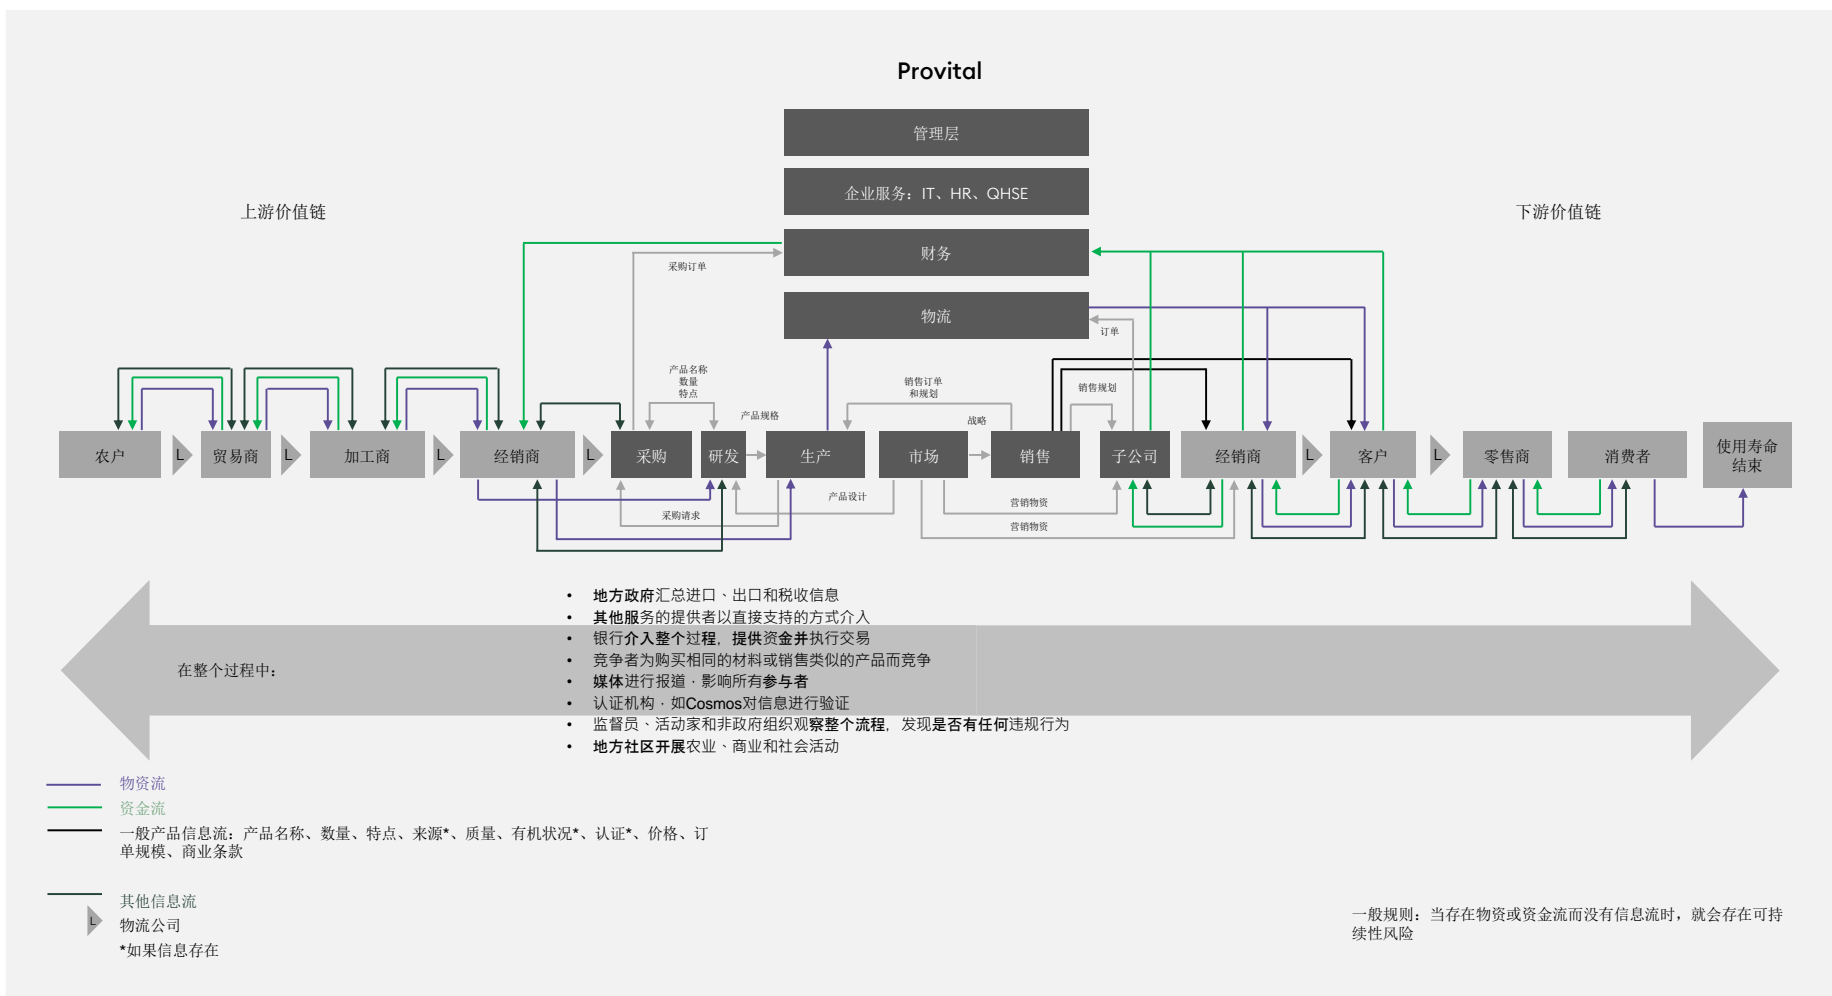 Provital
管理层
企业服务：IT、HR、QHSE
上游价值链
下游价值链
财务
采购订单
物流
订单
产品名称
数量
特点
产品规格
销售订单
和规划
战略
销售规划
农户
L
贸易商
L
加工商
L
经销商
L
采购
研发
生产
市场
销售
子公司
经销商
L
客户
L
零售商
消费者
使用寿命
结束
产品设计
采购请求
营销物资
营销物资
• 地方政府汇总进口、出口和税收信息
• 其他服务的提供者以直接支持的方式介入
• 银行介入整个过程，提供资金并执行交易
• 竞争者为购买相同的材料或销售类似的产品而竞争
在整个过程中：
• 媒体进行报道，影响所有参与者
• 认证机构，如Cosmos对信息进行验证
• 监督员、活动家和非政府组织观察整个流程，发现是否有任何违规行为
• 地方社区开展农业、商业和社会活动
物资流
资金流
一般产品信息流：产品名称、数量、特点、来源*、质量、有机状况*、认证*、价格、订
单规模、商业条款
其他信息流
L
物流公司
*如果信息存在
一般规则：当存在物资或资金流而没有信息流时，就会存在可持
续性风险